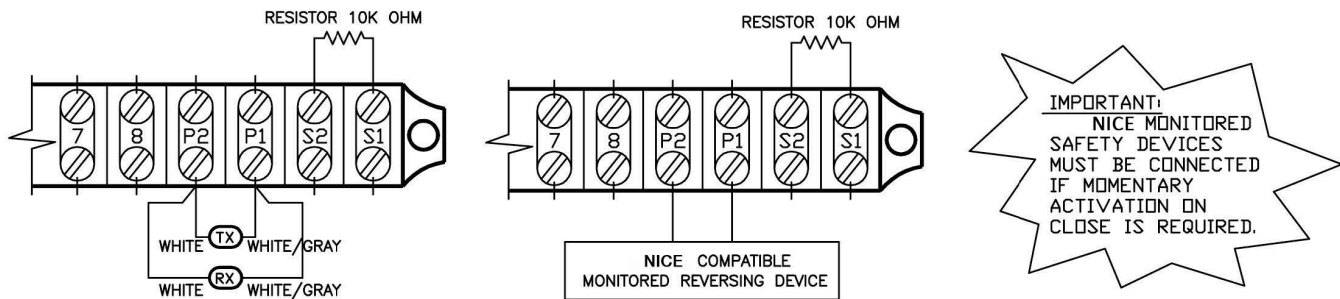 RESISTOR 10K OHM
7 8 P2 P1 S2 S1
WHITE TX WHITE/GRAY
WHITE RX WHITE/GRAY
RESISTOR 10K OHM
7 8 P2 P1 S2 S1
NICE COMPATIBLE
MONITORED REVERSING DEVICE
IMPORTANT:
NICE MONITORED
SAFETY DEVICES
MUST BE CONNECTED
IF MOMENTARY
ACTIVATION ON
CLOSE IS REQUIRED.